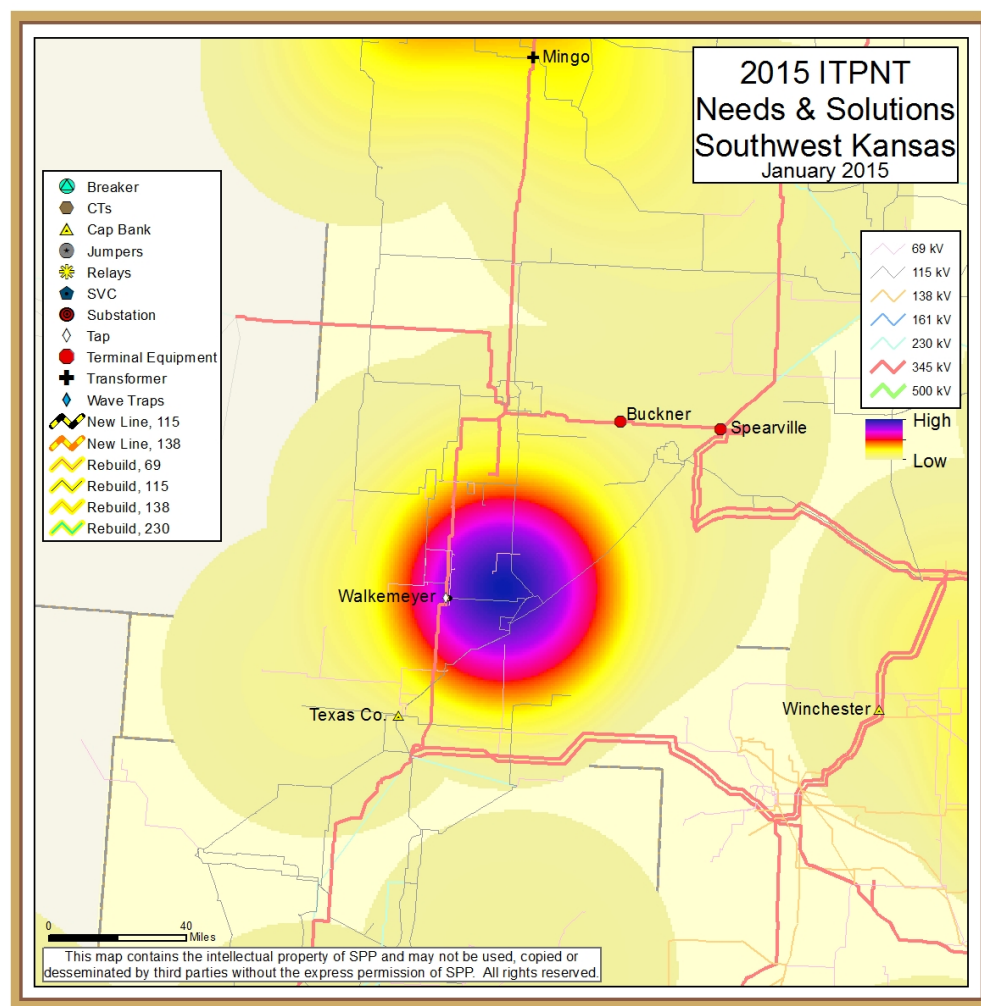 Mingo
2015 ITPNT
Needs & Solutions
Southwest Kansas
January 2015
Breaker
CTs
Cap Bank
Jumpers
Relays
SVC
Substation
Tap
Terminal Equipment
Transformer
Wave Traps
New Line, 115
New Line, 138
Rebuild, 69
Rebuild, 115
Rebuild, 138
Rebuild, 230
69 kV
115 kV
138 kV
161 kV
230 kV
345 kV
500 kV
High
Low
Buckner
Spearville
Walkemeyer
Texas Co.
Winchester
0 40
Miles
This map contains the intellectual property of SPP and may not be used, copied or
desseminated by third parties without the express permission of SPP. All rights reserved.